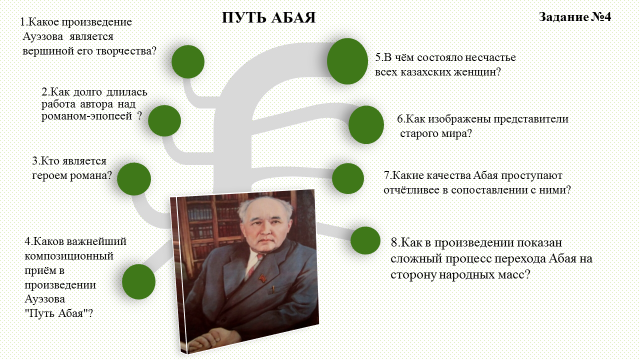 ПУТЬ АБАЯ
Задание №4
1.Какое произведение
Ауэзова является
вершиной его творчества?
2.Как долго длилась
работа автора над
романом-эпопеей ?
3.Кто является
героем романа?
4.Каков важнейший
композиционный
приём в
произведении
Ауэзова
"Путь Абая"?
5.В чём состояло несчастье
всех казахских женщин?
6.Как изображены представители
старого мира?
7.Какие качества Абая проступают
отчётливее в сопоставлении с ними?
8.Как в произведении показан
сложный процесс перехода Абая на
сторону народных масс?